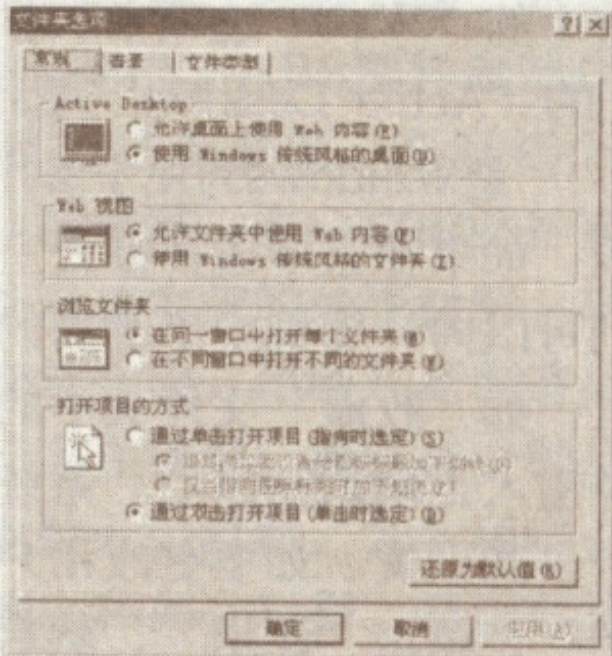 文件夹选项
常规 查看 文件类型
Active Desktop
允许桌面上使用 Web 内容(E)
使用 Windows 传统风格的桌面(D)
Web 视图
允许文件夹中使用 Web 内容
使用 Windows 传统风格的文件夹(I)
浏览文件夹
在同一窗口中打开每个文件夹
在不同窗口中打开不同的文件夹
打开项目的方式
通过单击打开项目(指向时选定)(S)
通过双击打开项目(单击时选定)(D)
还原为默认值(R)
确定 取消 应用(A)